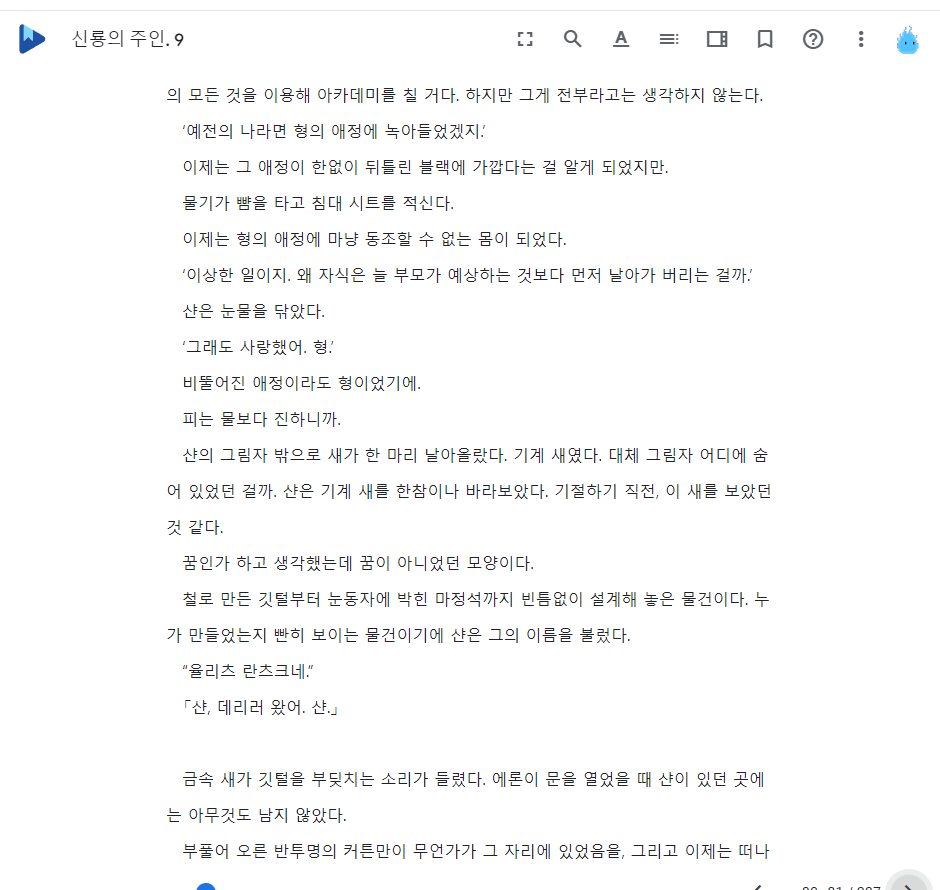 신룡의 주인. 9
의 모든 것을 이용해 아카데미를 칠 거다. 하지만 그게 전부라고는 생각하지 않는다.
‘예전의 나라면 형의 애정에 녹아들었겠지.’
이제는 그 애정이 한없이 뒤틀린 블랙에 가깝다는 걸 알게 되었지만.
물기가 뺨을 타고 침대 시트를 적신다.
이제는 형의 애정에 마냥 동조할 수 없는 몸이 되었다.
‘이상한 일이지. 왜 자식은 늘 부모가 예상하는 것보다 먼저 날아가 버리는 걸까.’
샨은 눈물을 닦았다.
‘그래도 사랑했어. 형.’
비뚤어진 애정이라도 형이었기에.
피는 물보다 진하니까.
샨의 그림자 밖으로 새가 한 마리 날아올랐다. 기계 새였다. 대체 그림자 어디에 숨
어 있었던 걸까. 샨은 기계 새를 한참이나 바라보았다. 기절하기 직전, 이 새를 보았던
것 같다.
꿈인가 하고 생각했는데 꿈이 아니었던 모양이다.
철로 만든 깃털부터 눈동자에 박힌 마정석까지 빈틈없이 설계해 놓은 물건이다. 누
가 만들었는지 빤히 보이는 물건이기에 샨은 그의 이름을 불렀다.
“율리츠 란츠크네.”
「샨, 데리러 왔어. 샨.」
금속 새가 깃털을 부딪치는 소리가 들렸다. 에론이 문을 열었을 때 샨이 있던 곳에
는 아무것도 남지 않았다.
부풀어 오른 반투명의 커튼만이 무언가가 그 자리에 있었음을, 그리고 이제는 떠나